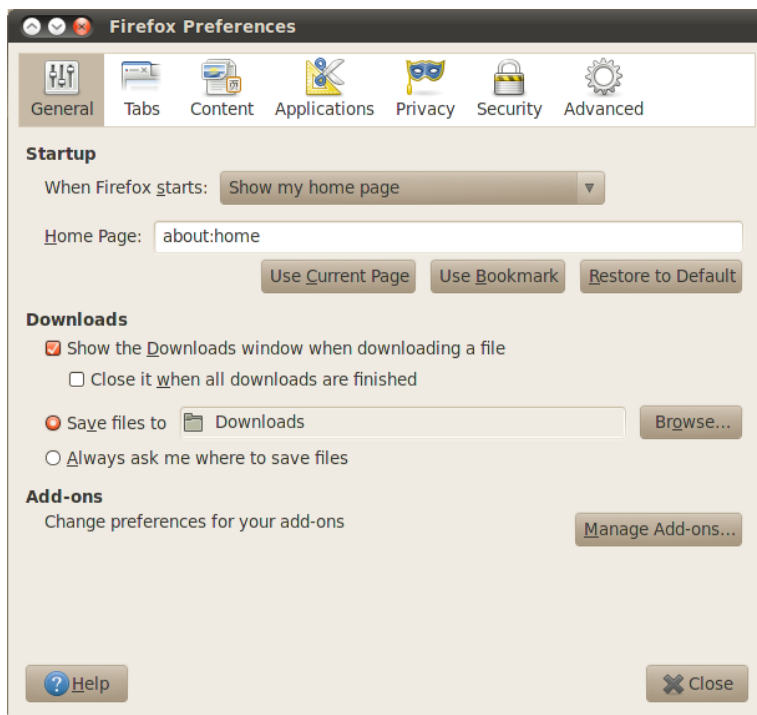 Firefox Preferences
General Tabs Content Applications Privacy Security Advanced
Startup
When Firefox starts: Show my home page
Home Page: about:home
Use Current Page Use Bookmark Restore to Default
Downloads
Show the Downloads window when downloading a file
Close it when all downloads are finished
Save files to Downloads Browse...
Always ask me where to save files
Add-ons
Change preferences for your add-ons
Manage Add-ons...
Help Close